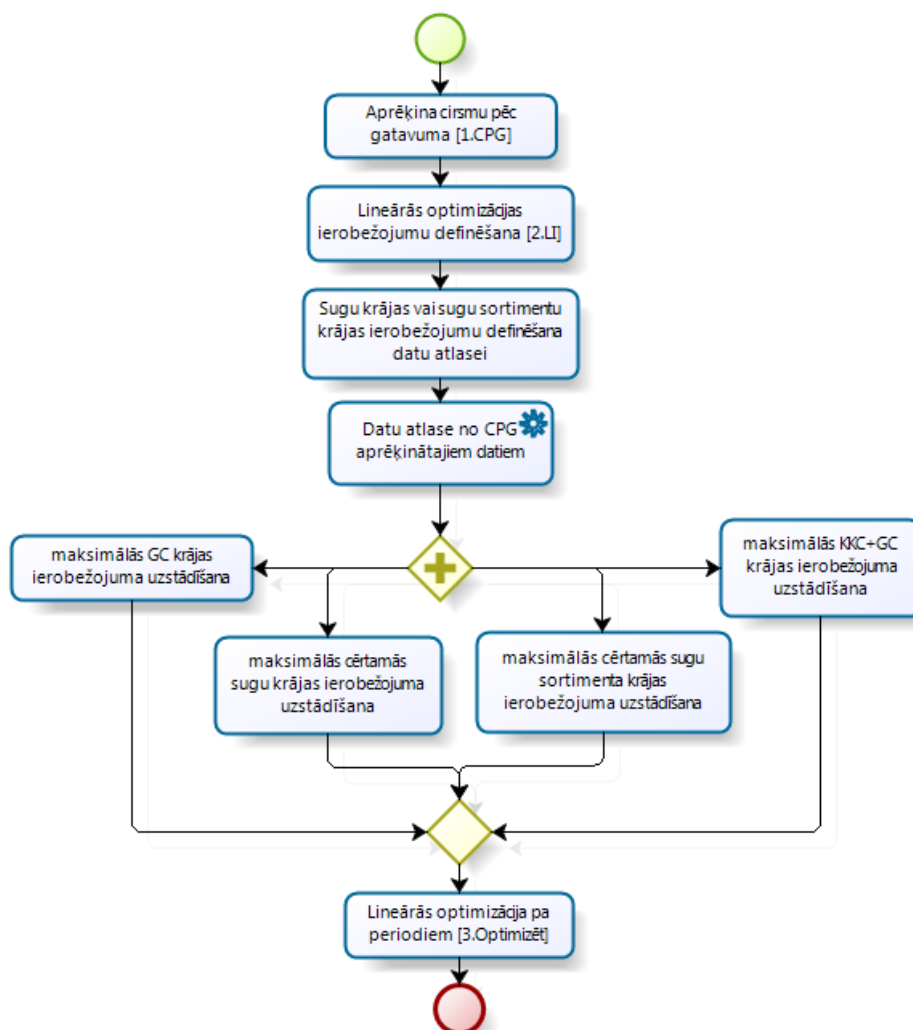 Aprēķina cirsmu pēc
gatavuma [1.CPG]
Lineārās optimizācijas
ierobežojumu definēšana [2.LI]
Sugu krājas vai sugu sortimentu
krājas ierobežojumu definēšana
datu atlasei
Datu atlase no CPG
aprēķinātajiem datiem
maksimālās GC krājas
ierobežojuma uzstādīšana
maksimālās KKC+GC
krājas ierobežojuma
uzstādīšana
maksimālās cērtamās
sugu krājas ierobežojuma
uzstādīšana
maksimālās cērtamās sugu
sortimenta krājas
ierobežojuma uzstādīšana
Lineārās optimizācija pa
periodiem [3.Optimizēt]